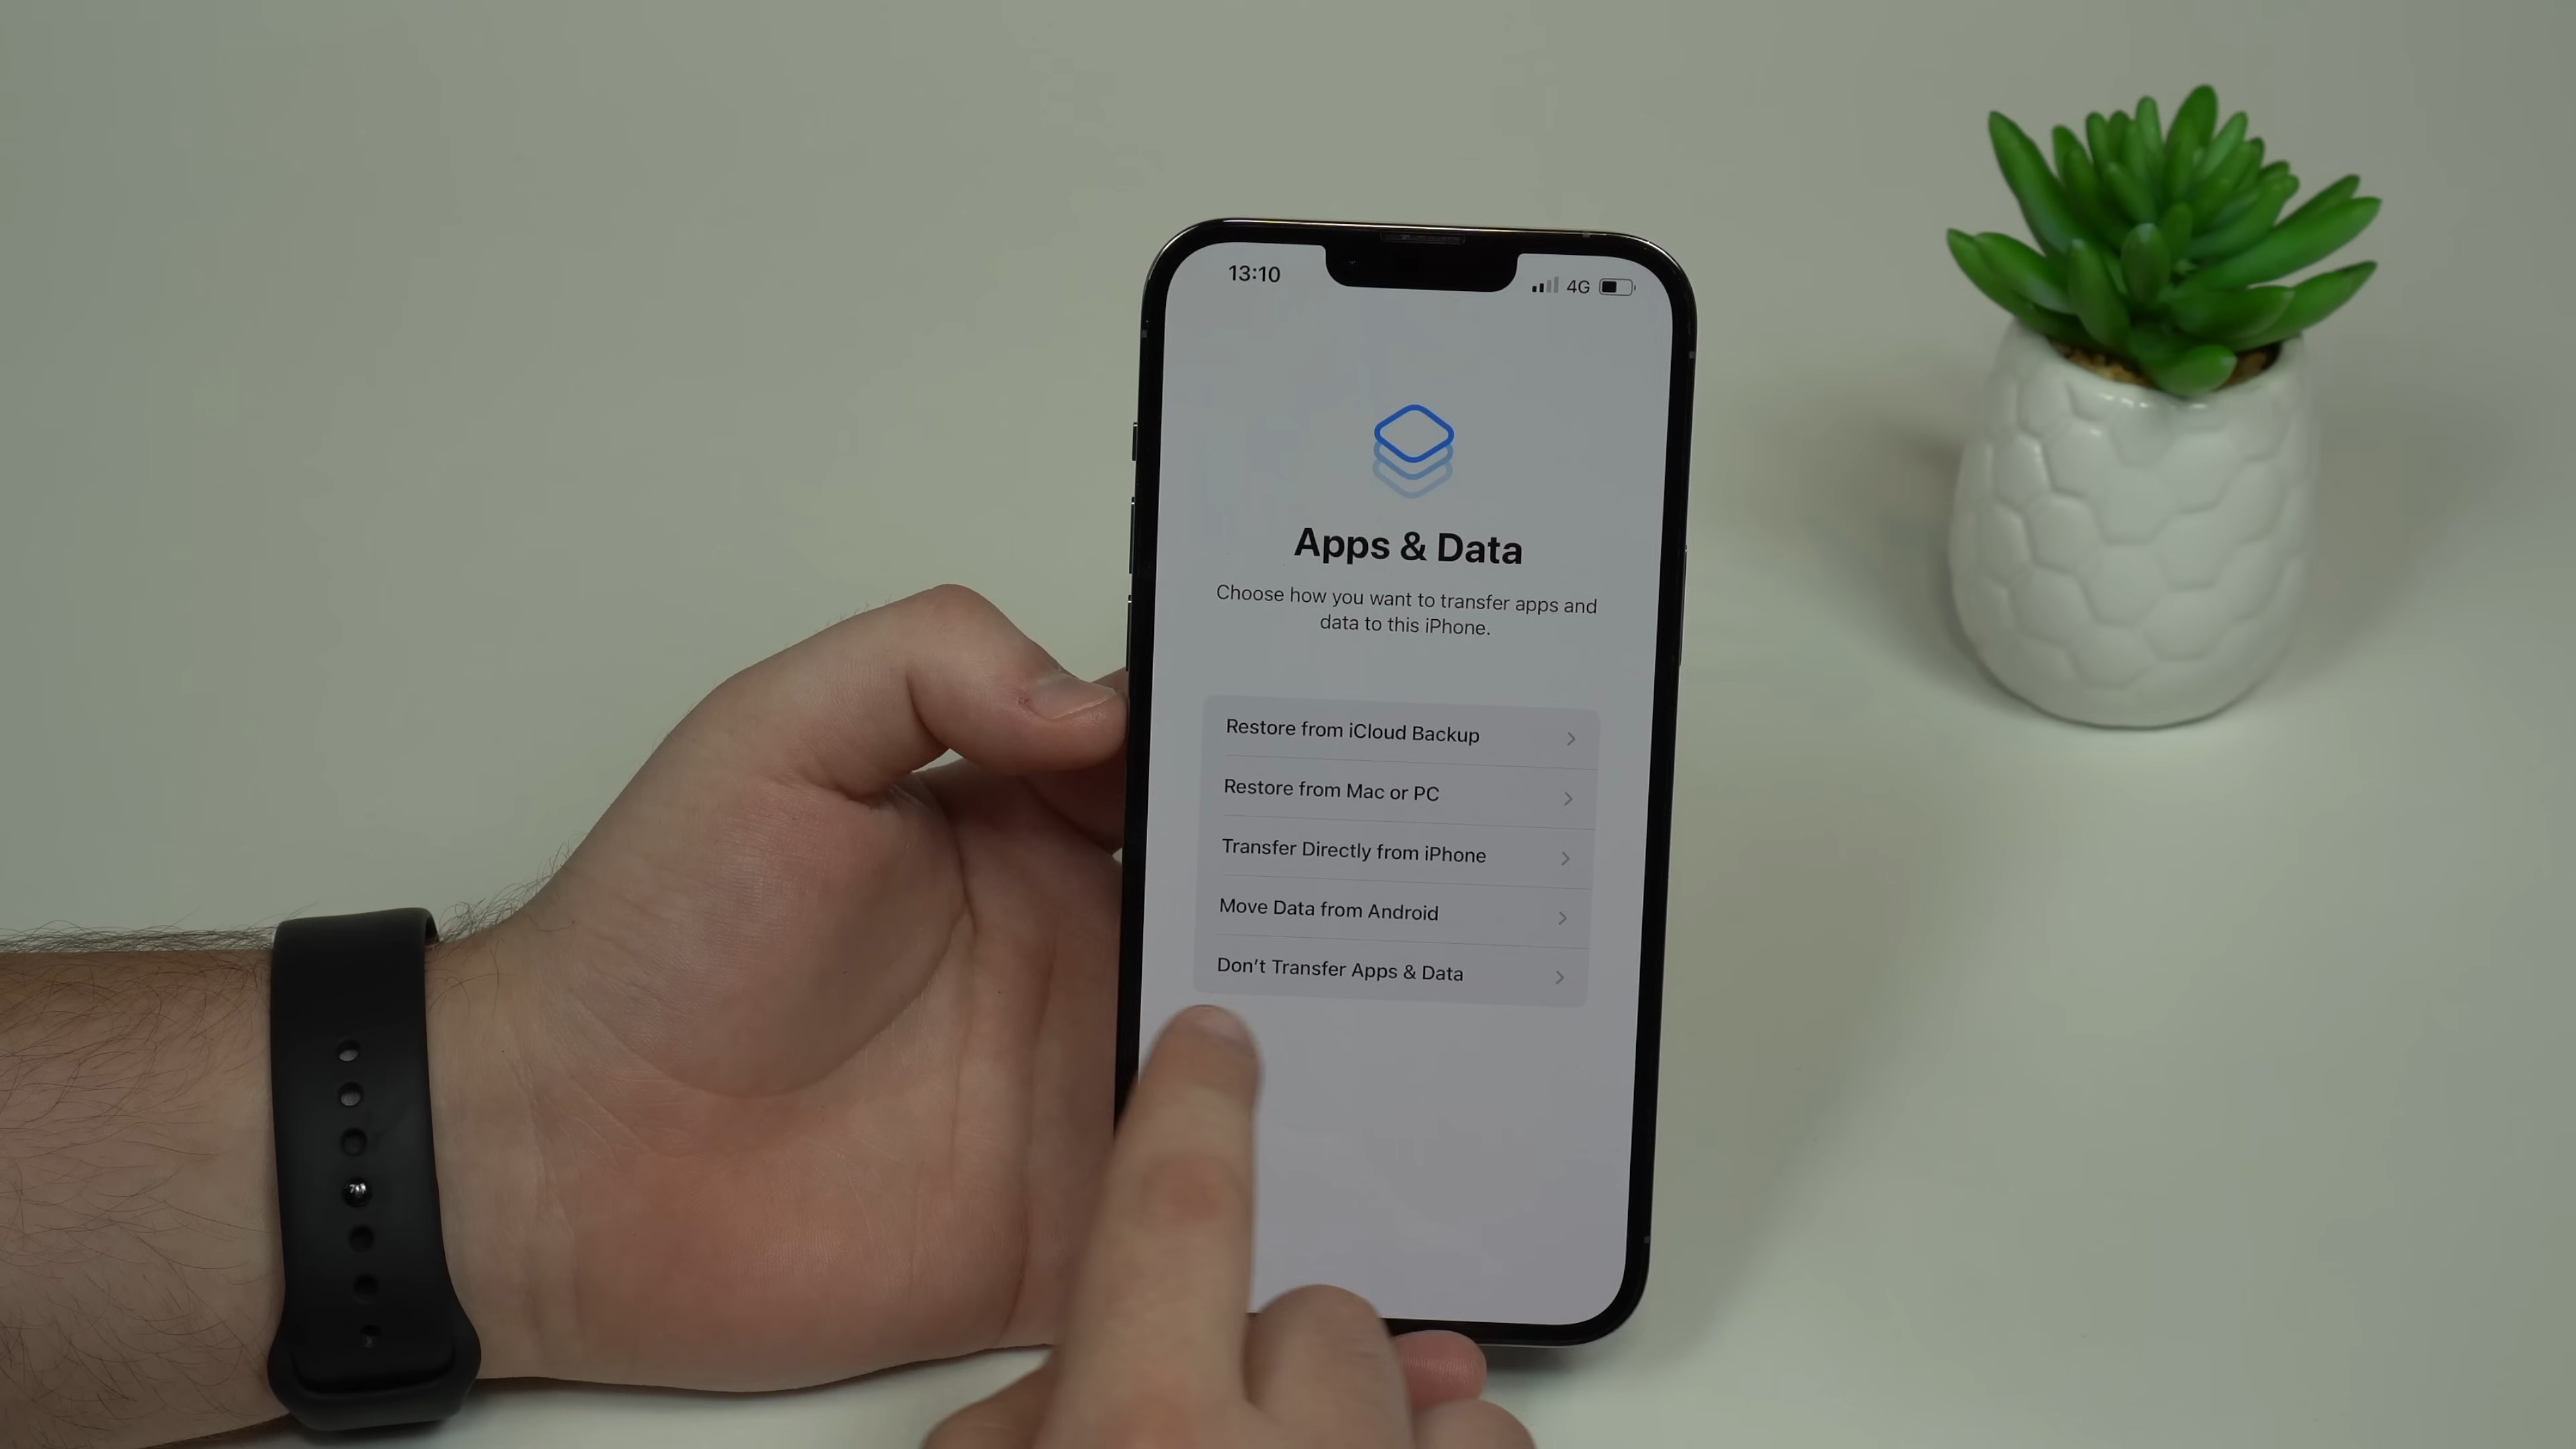 13:10
4G
Apps & Data
Choose how you want to transfer apps and
data to this iPhone.
Restore from iCloud Backup
Restore from Mac or PC
Transfer Directly from iPhone
Move Data from Android
Don't Transfer Apps & Data